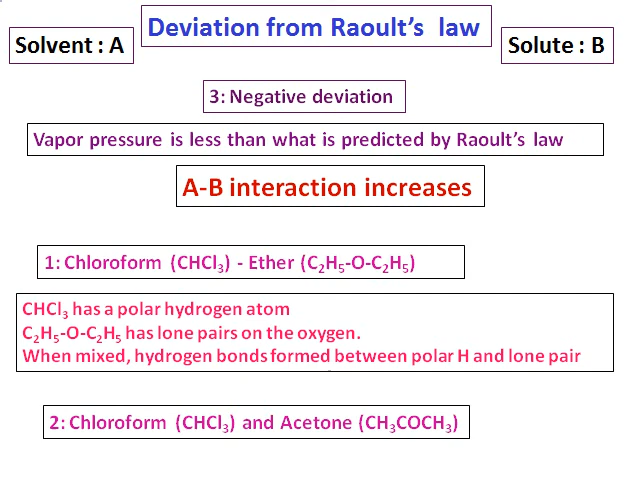 Deviation from Raoult's law
Solvent : A
Solute : B
3: Negative deviation
Vapor pressure is less than what is predicted by Raoult's law
A-B interaction increases
1: Chloroform (CHCl₃) - Ether (C₂H₅-O-C₂H₅)
CHCl₃ has a polar hydrogen atom
C₂H₅-O-C₂H₅ has lone pairs on the oxygen.
When mixed, hydrogen bonds formed between polar H and lone pair
2: Chloroform (CHCl₃) and Acetone (CH₃COCH₃)